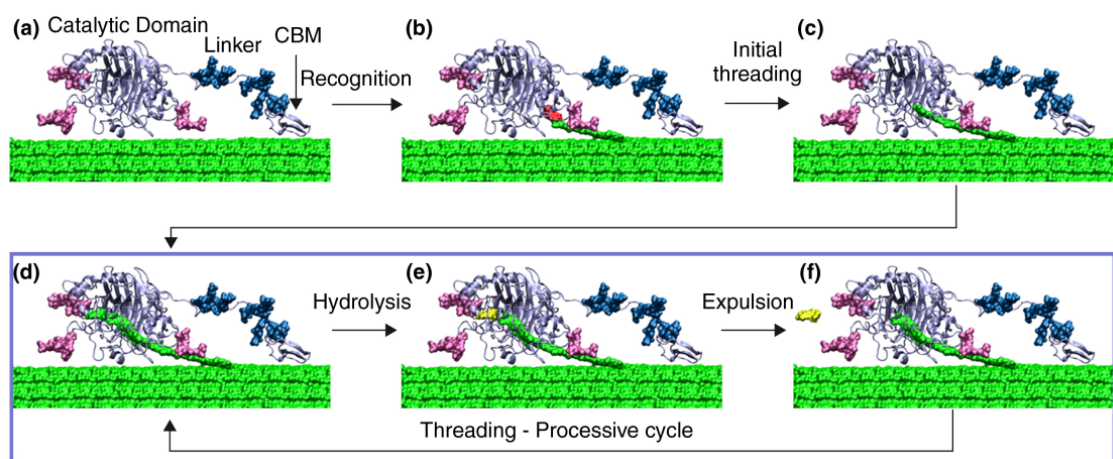 (a)
Catalytic Domain
Linker
CBM
Recognition
(b)
Initial
threading
(c)
(d)
Hydrolysis
(e)
Expulsion
(f)
Threading - Processive cycle